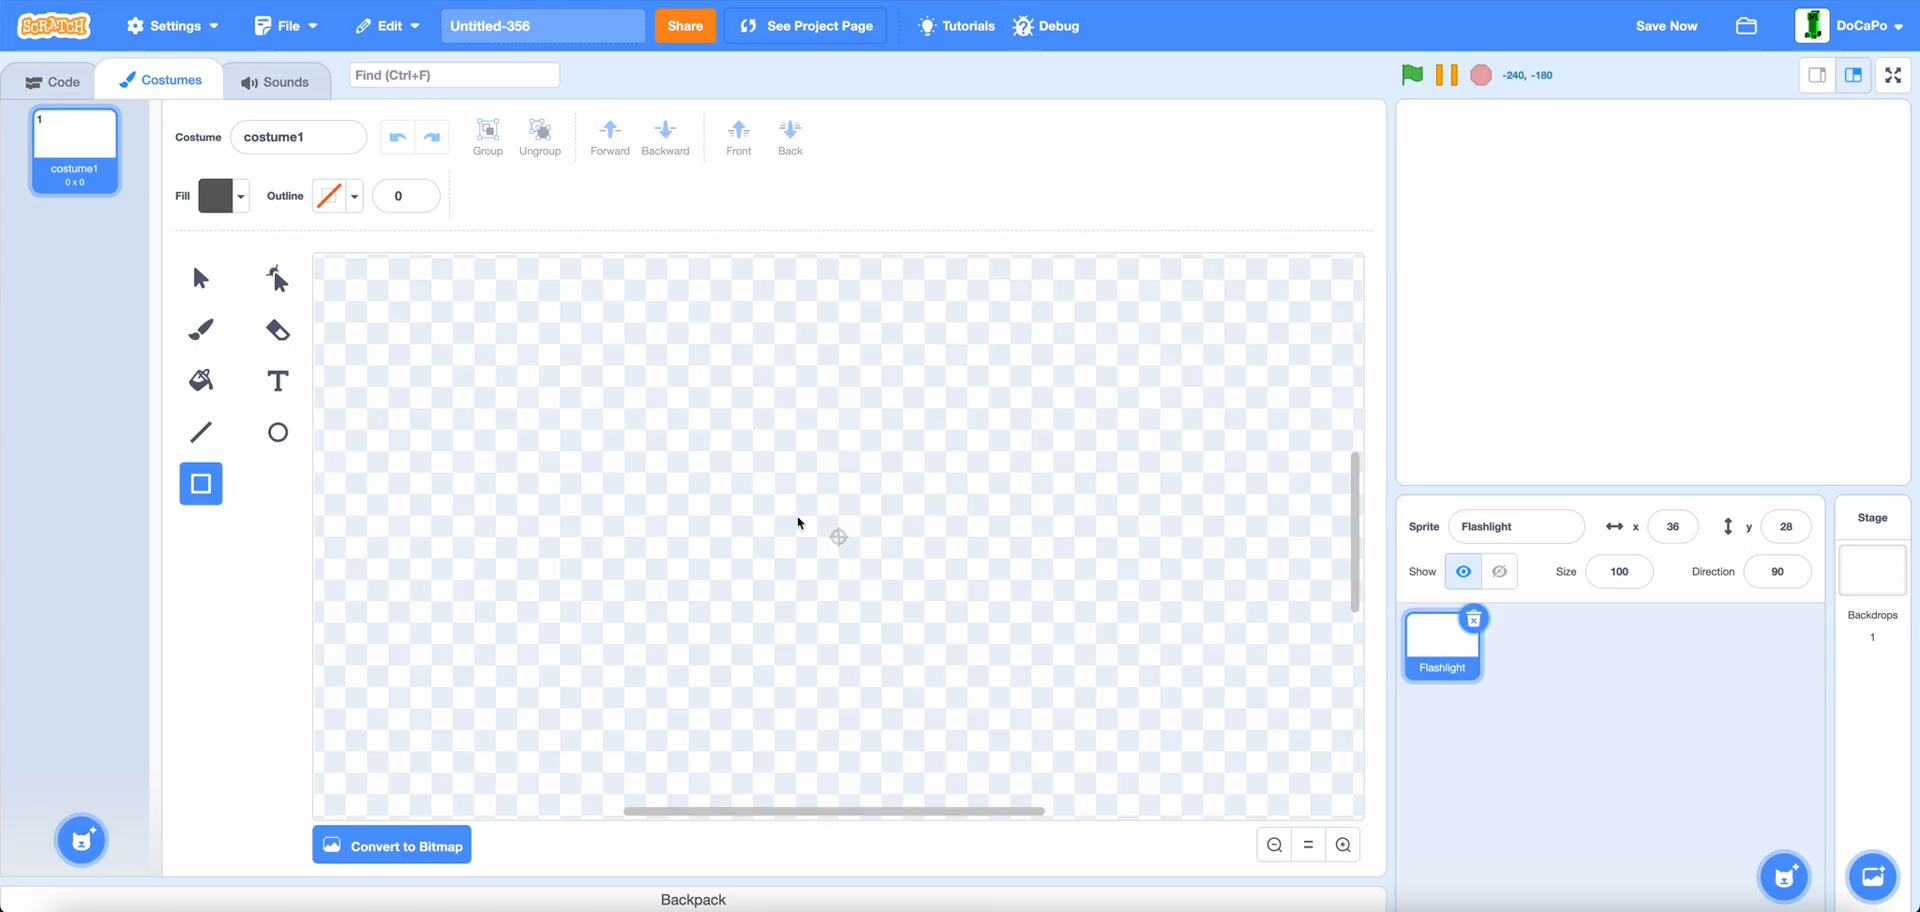 SCRATCH Settings File Edit Untitled-356 Share See Project Page Tutorials Debug Save Now DoCaPo
Code Costumes Sounds Find (Ctrl+F) -240, -180
1
costume1
0 x 0
Costume costume1 Group Ungroup Forward Backward Front Back
Fill Outline 0
T
Convert to Bitmap
Backpack
Sprite Flashlight x 36 y 28
Show Size 100 Direction 90
Flashlight
Stage
Backdrops
1